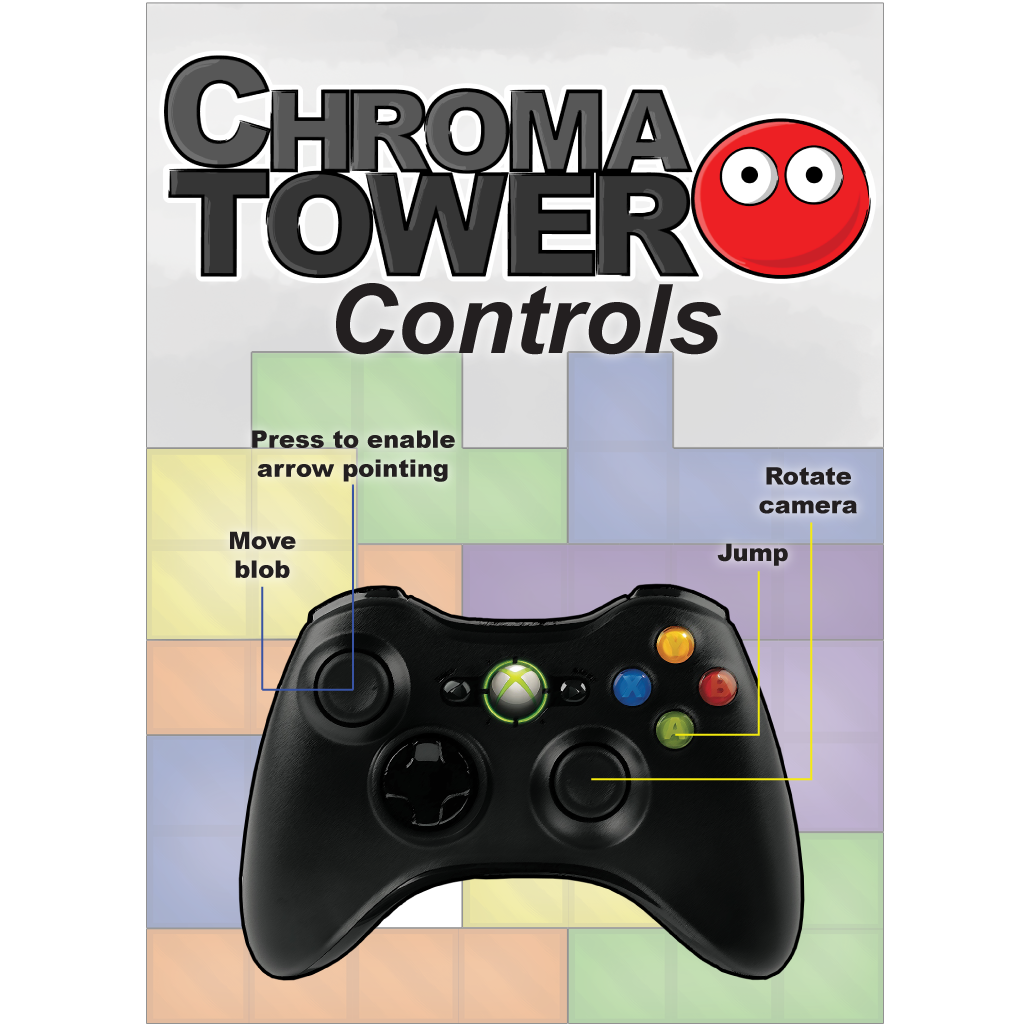 CHROMA
TOWER
Controls
Press to enable
arrow pointing
Rotate
camera
Move
blob
Jump
Y
X
B
A